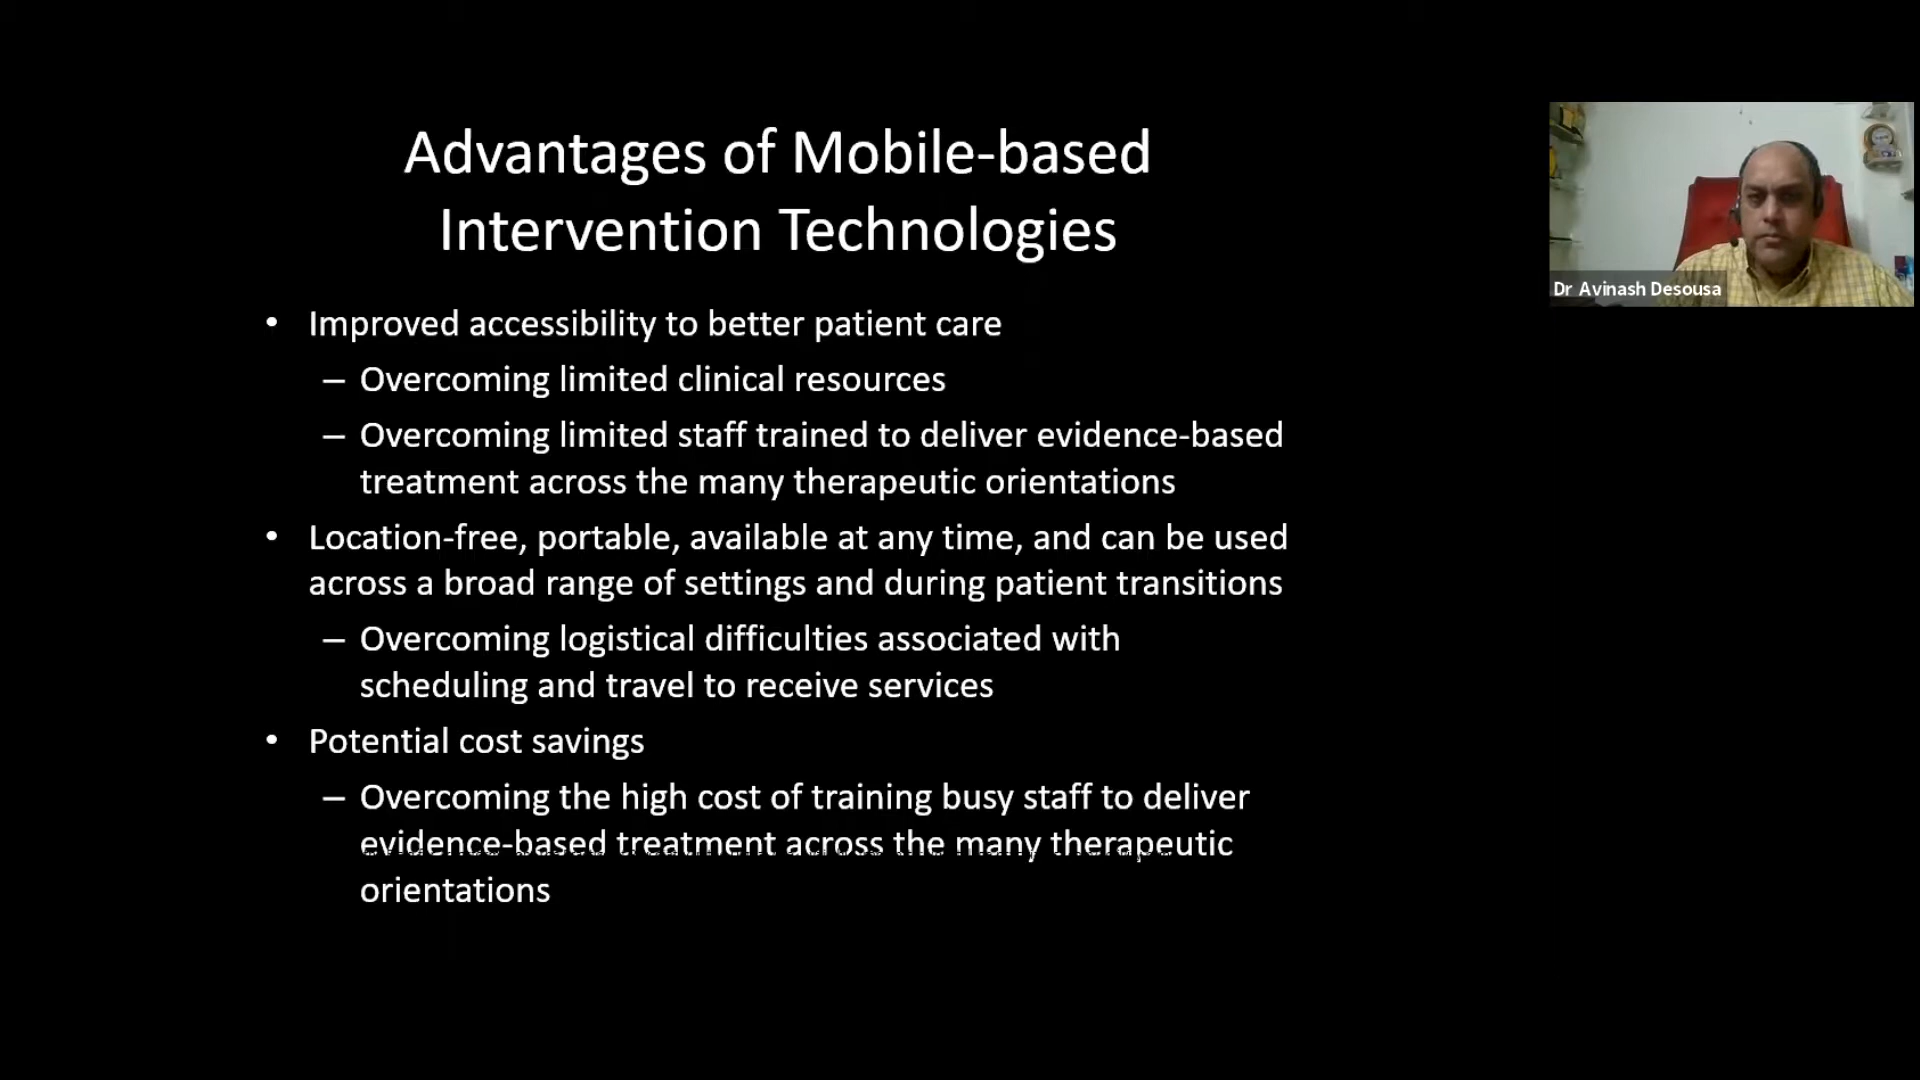 Advantages of Mobile-based
Intervention Technologies
• Improved accessibility to better patient care
– Overcoming limited clinical resources
– Overcoming limited staff trained to deliver evidence-based
treatment across the many therapeutic orientations
• Location-free, portable, available at any time, and can be used
across a broad range of settings and during patient transitions
– Overcoming logistical difficulties associated with
scheduling and travel to receive services
• Potential cost savings
– Overcoming the high cost of training busy staff to deliver
evidence-based treatment across the many therapeutic
orientations
Dr Avinash Desousa